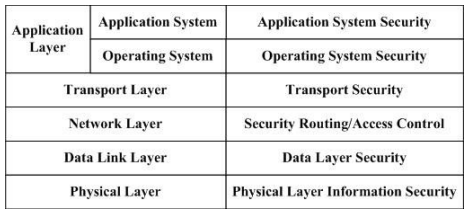 Application
Layer
Application System
Application System Security
Operating System
Operating System Security
Transport Layer
Transport Security
Network Layer
Security Routing/Access Control
Data Link Layer
Data Layer Security
Physical Layer
Physical Layer Information Security